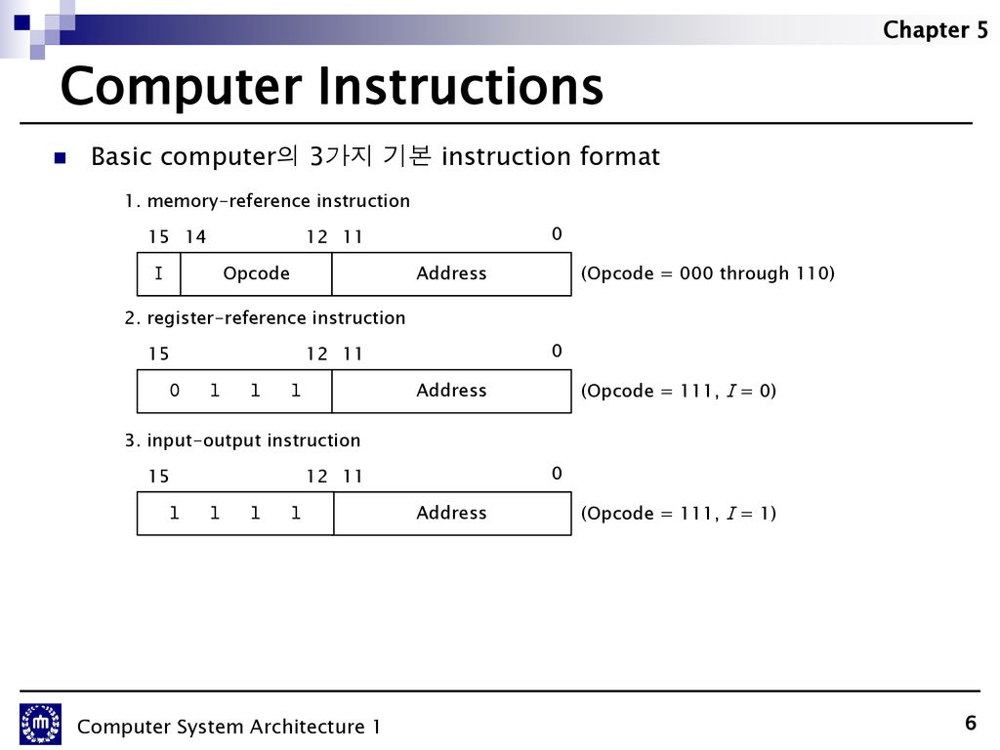 Chapter 5
Computer Instructions
Basic computer의 3가지 기본 instruction format
1. memory-reference instruction
15 14 12 11 0
I Opcode Address (Opcode = 000 through 110)
2. register-reference instruction
15 12 11 0
0 1 1 1 Address (Opcode = 111, I = 0)
3. input-output instruction
15 12 11 0
1 1 1 1 Address (Opcode = 111, I = 1)
Computer System Architecture 1
6